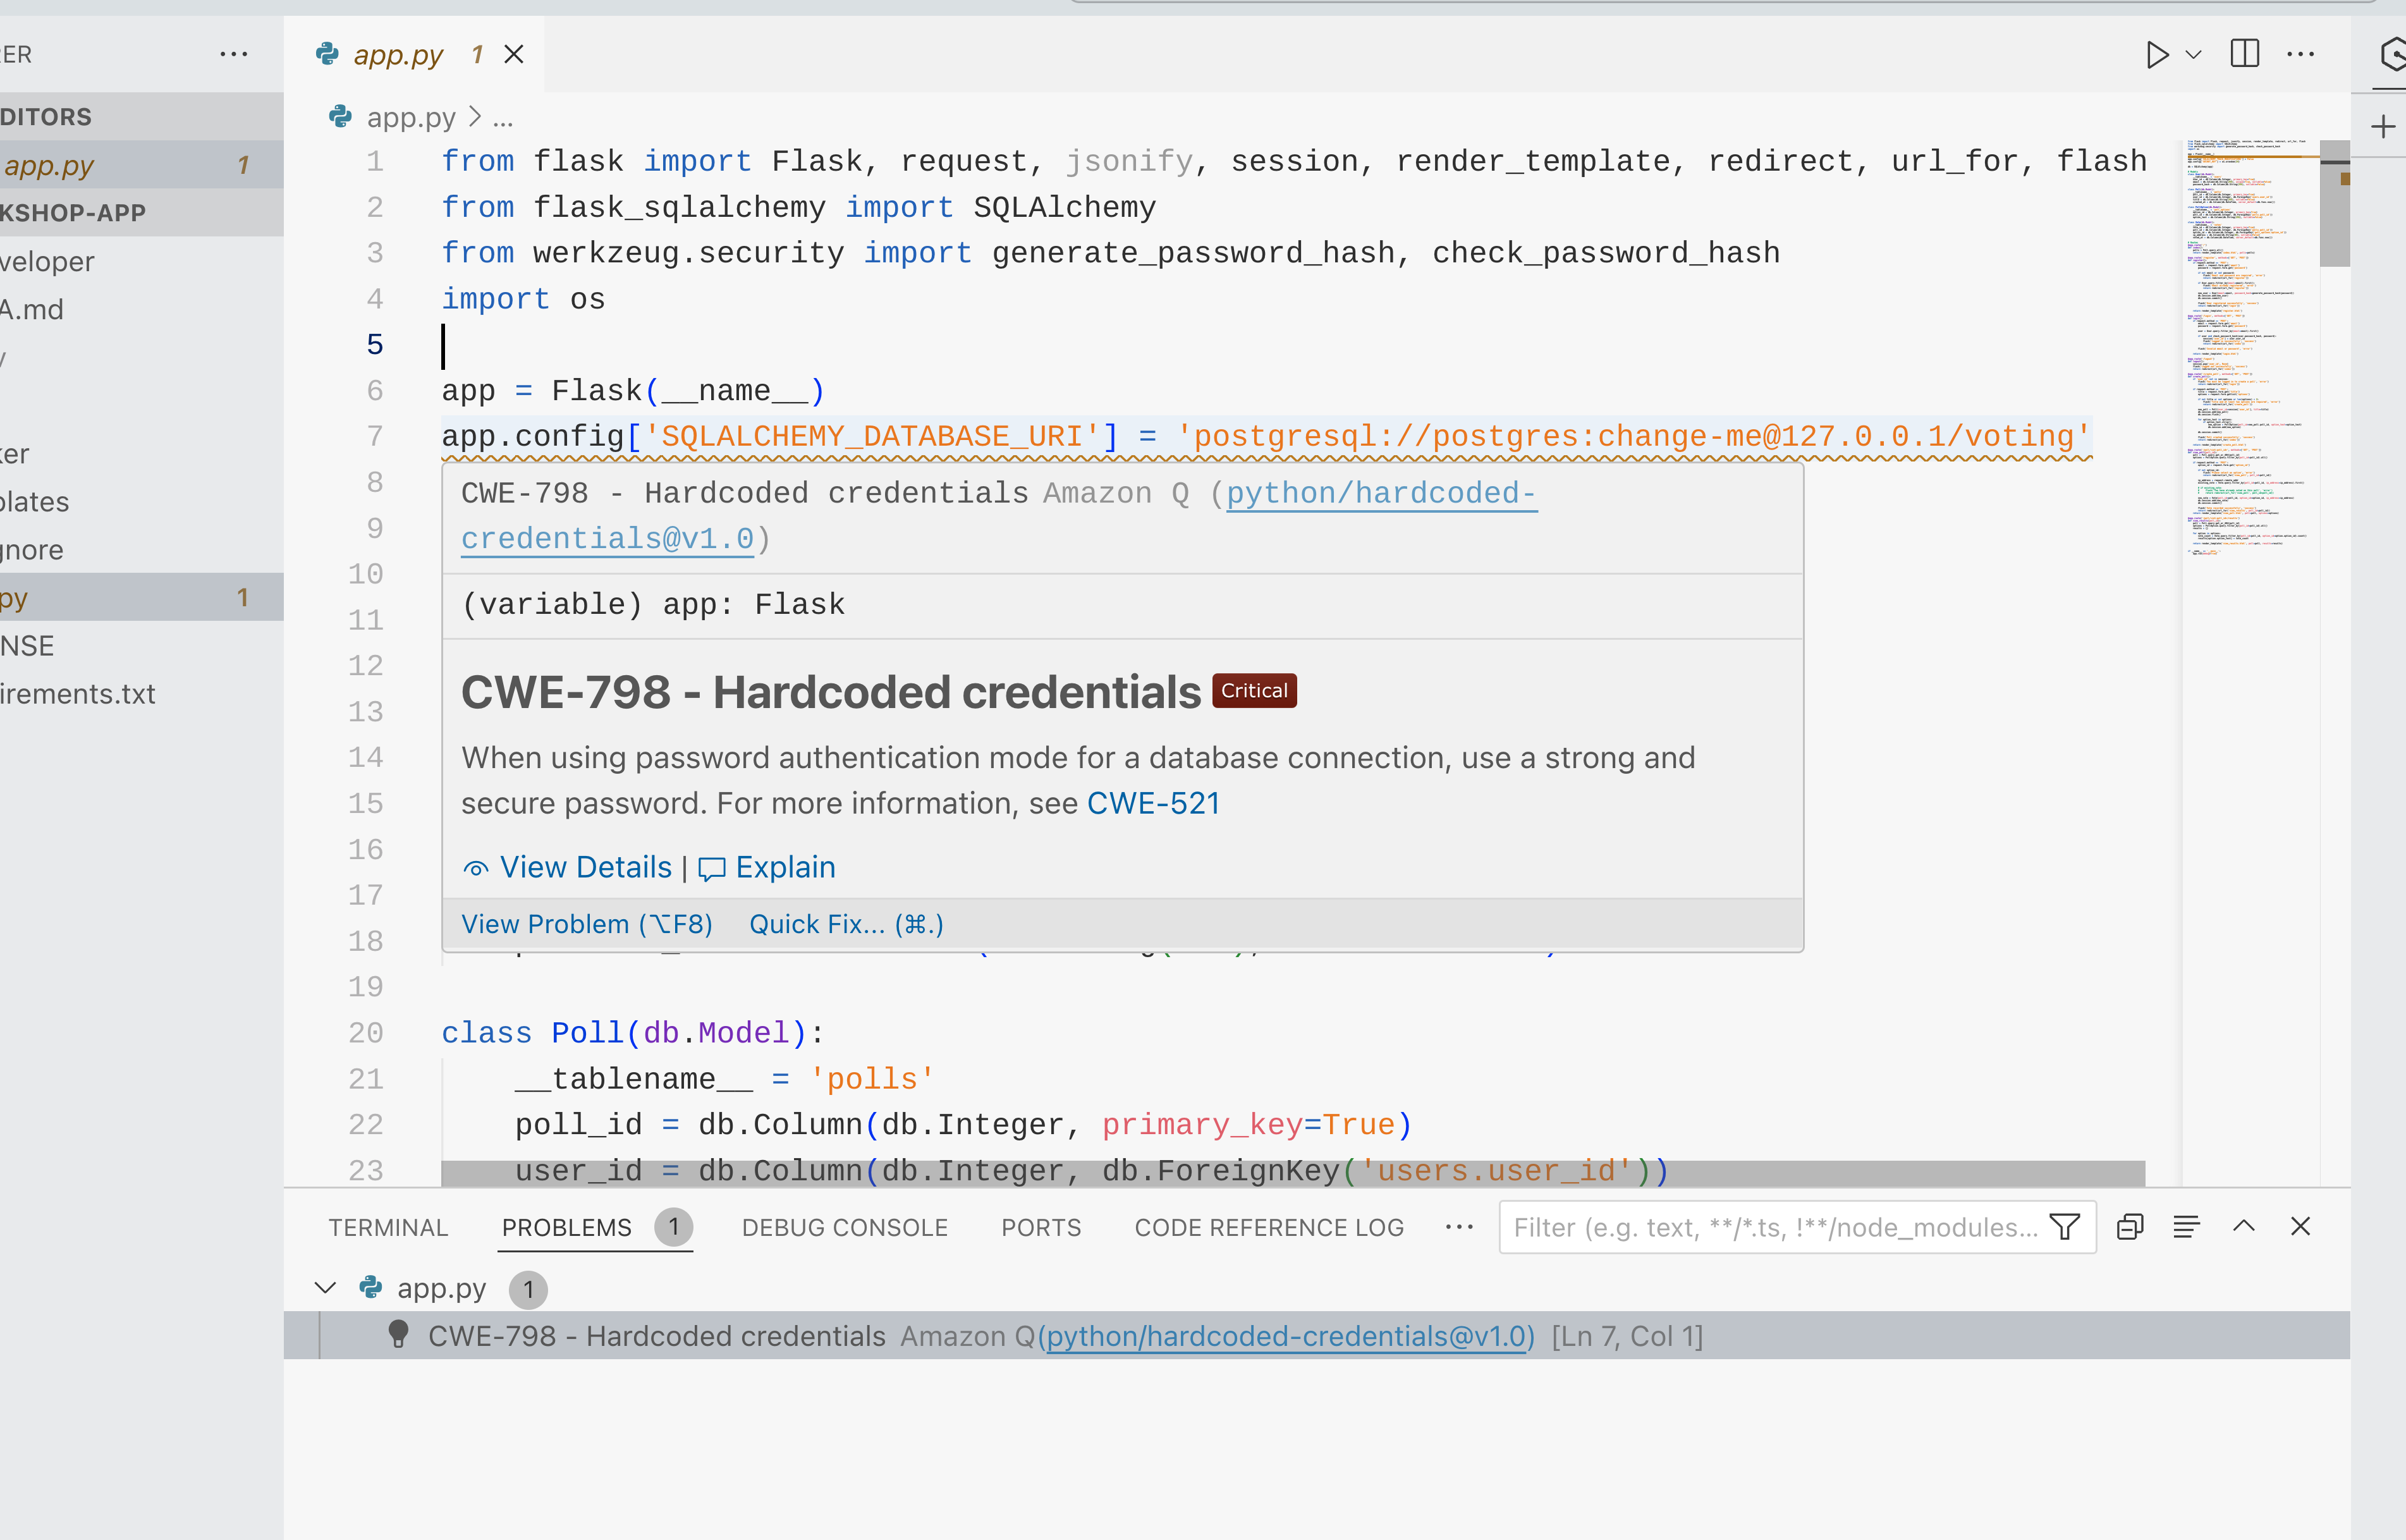 RER
...
app.py 1
DITORS
app.py 1
KSHOP-APP
veloper
A.md
y
ker
plates
gnore
py 1
NSE
irements.txt
app.py > ...
1 from flask import Flask, request, jsonify, session, render_template, redirect, url_for, flash
2 from flask_sqlalchemy import SQLAlchemy
3 from werkzeug.security import generate_password_hash, check_password_hash
4 import os
5
6 app = Flask(__name__)
7 app.config['SQLALCHEMY_DATABASE_URI'] = 'postgresql://postgres:change-me@127.0.0.1/voting'
8
9
10
11
12
13
14
15
16
17
18
CWE-798 - Hardcoded credentials Amazon Q (python/hardcoded-
credentials@v1.0)
(variable) app: Flask
CWE-798 - Hardcoded credentials Critical
When using password authentication mode for a database connection, use a strong and
secure password. For more information, see CWE-521
View Details | Explain
View Problem (⌥F8) Quick Fix... (⌘.)
19
20 class Poll(db.Model):
21 __tablename__ = 'polls'
22 poll_id = db.Column(db.Integer, primary_key=True)
23 user_id = db.Column(db.Integer, db.ForeignKey('users.user_id'))
TERMINAL PROBLEMS 1 DEBUG CONSOLE PORTS CODE REFERENCE LOG ... Filter (e.g. text, **/*.ts, !**/node_modules...
app.py 1
CWE-798 - Hardcoded credentials Amazon Q(python/hardcoded-credentials@v1.0) [Ln 7, Col 1]